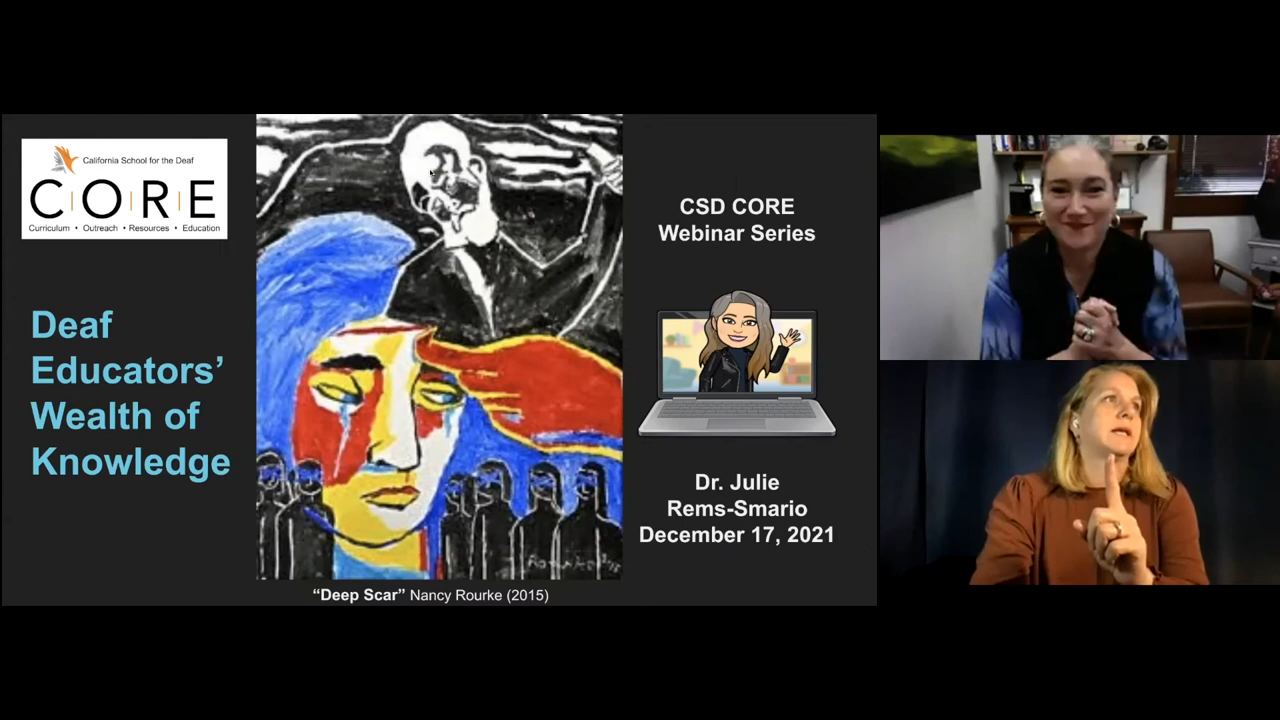 California School for the Deaf
CORE
Curriculum • Outreach • Resources • Education
Deaf
Educators’
Wealth of
Knowledge
“Deep Scar” Nancy Rourke (2015)
CSD CORE
Webinar Series
Dr. Julie
Rems-Smario
December 17, 2021